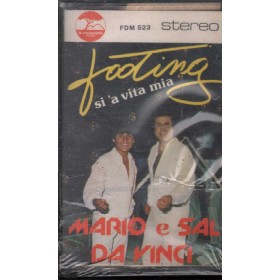 FDM 523 stereo
footing
si 'a vita mia
MARIO e SAL
DA VINCI